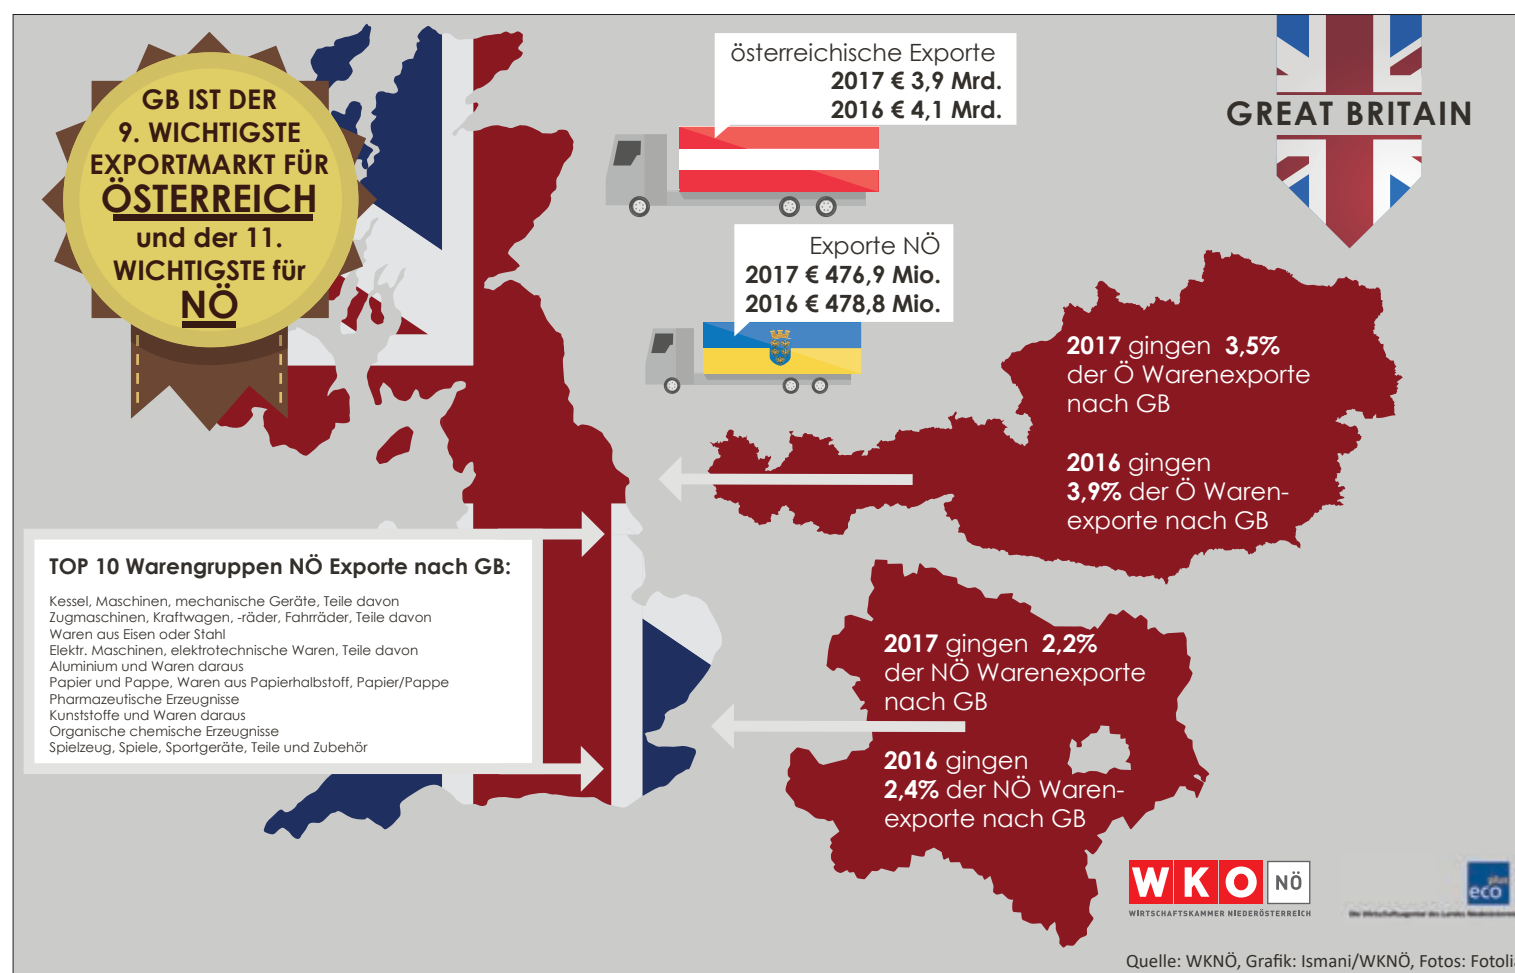 GB IST DER
9. WICHTIGSTE
EXPORTMARKT FÜR
ÖSTERREICH
und der 11.
WICHTIGSTE für
NÖ
österreichische Exporte
2017 € 3,9 Mrd.
2016 € 4,1 Mrd.
GREAT BRITAIN
Exporte NÖ
2017 € 476,9 Mio.
2016 € 478,8 Mio.
2017 gingen 3,5%
der Ö Warenexporte
nach GB
2016 gingen
3,9% der Ö Waren-
exporte nach GB
TOP 10 Warengruppen NÖ Exporte nach GB:
Kessel, Maschinen, mechanische Geräte, Teile davon
Zugmaschinen, Kraftwagen, -räder, Fahrräder, Teile davon
Waren aus Eisen oder Stahl
Elektr. Maschinen, elektrotechnische Waren, Teile davon
Aluminium und Waren daraus
Papier und Pappe, Waren aus Papierhalbstoff, Papier/Pappe
Pharmazeutische Erzeugnisse
Kunststoffe und Waren daraus
Organische chemische Erzeugnisse
Spielzeug, Spiele, Sportgeräte, Teile und Zubehör
2017 gingen 2,2%
der NÖ Warenexporte
nach GB
2016 gingen
2,4% der NÖ Waren-
exporte nach GB
WKO NÖ
WIRTSCHAFTSKAMMER NIEDERÖSTERREICH
plus
eco
Die Wirtschaftsagentur des Landes
Quelle: WKNÖ, Grafik: Ismani/WKNÖ, Fotos: Fotolia